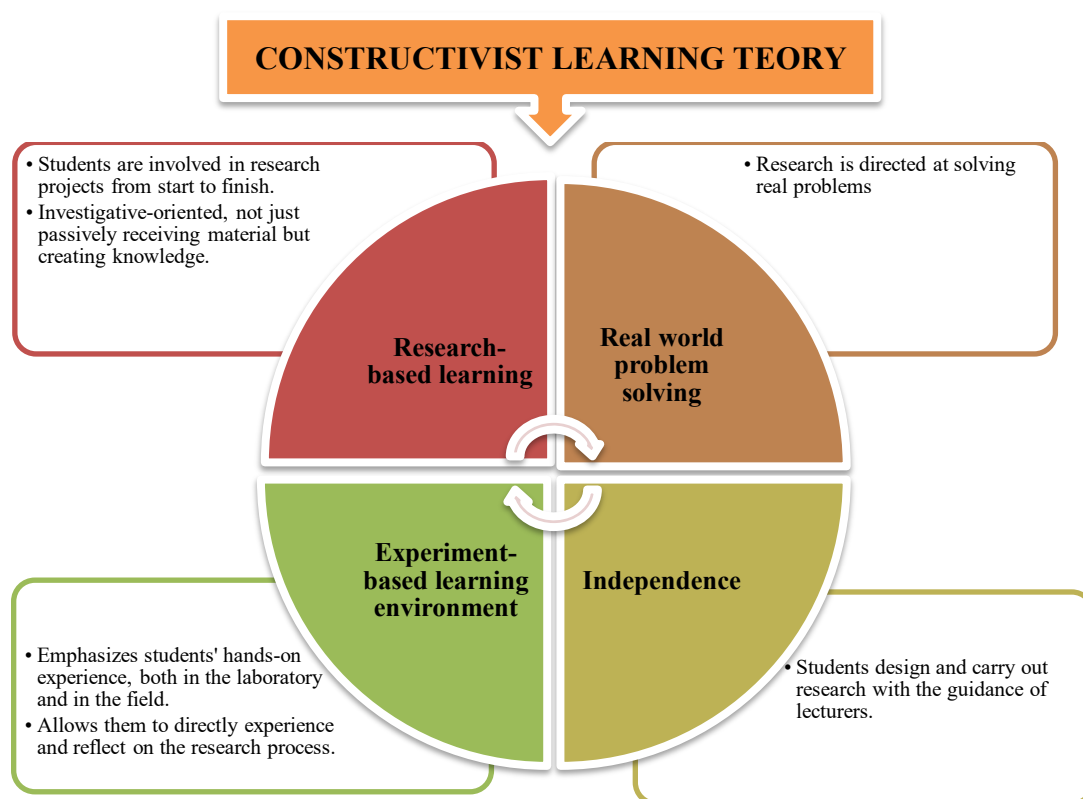 CONSTRUCTIVIST LEARNING TEORY
• Students are involved in research
projects from start to finish.
• Investigative-oriented, not just
passively receiving material but
creating knowledge.
• Research is directed at solving
real problems
Research-
based learning
Real world
problem
solving
Experiment-
based learning
environment
Independence
• Emphasizes students' hands-on
experience, both in the laboratory
and in the field.
• Allows them to directly experience
and reflect on the research process.
• Students design and carry out
research with the guidance of
lecturers.